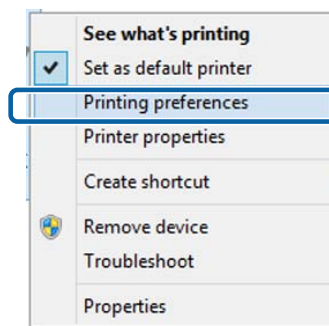 See what's printing
Set as default printer
Printing preferences
Printer properties
Create shortcut
Remove device
Troubleshoot
Properties